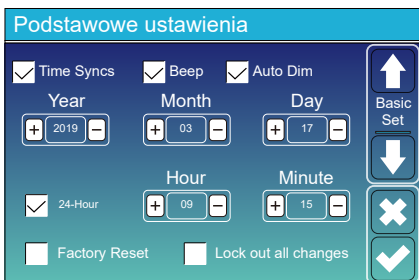 Podstawowe ustawienia
Time Syncs Beep Auto Dim
Year Month Day
+ 2019 − + 03 − + 17 −
Basic
Set
Hour Minute
24-Hour + 09 − + 15 −
Factory Reset Lock out all changes